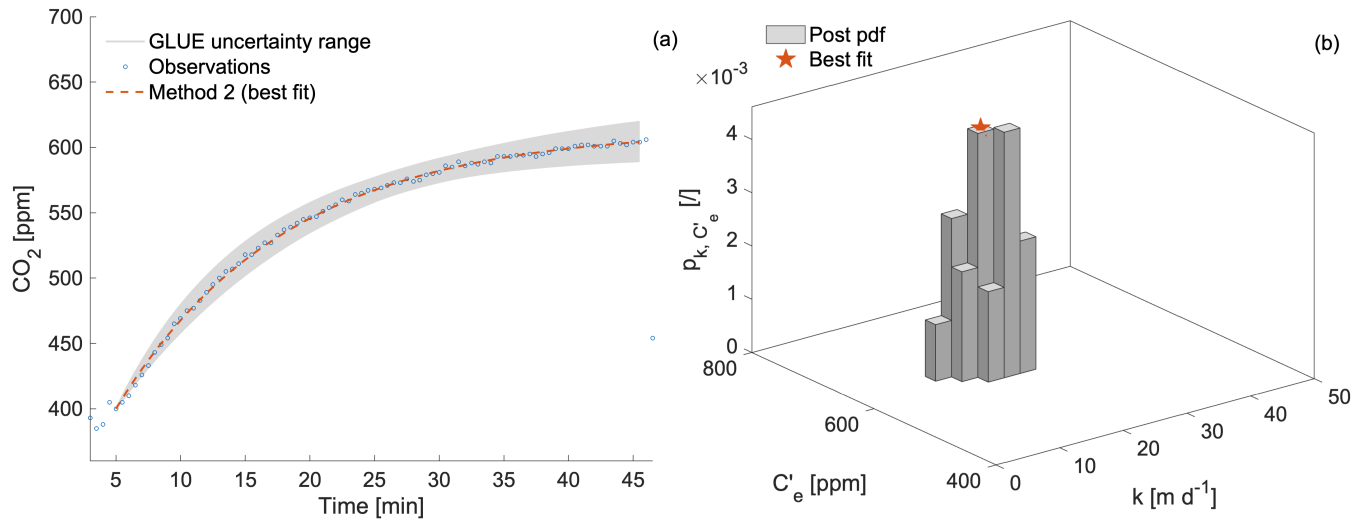 700
650
600
550
500
450
400
CO2 [ppm]
GLUE uncertainty range
Observations
Method 2 (best fit)
(a)
5 10 15 20 25 30 35 40 45
Time [min]
Post pdf
Best fit
(b)
× 10-3
4
3
2
1
0
pk, C'e [/]
800
600
400
C'e [ppm]
0
10
20
30
40
50
k [m d-1]